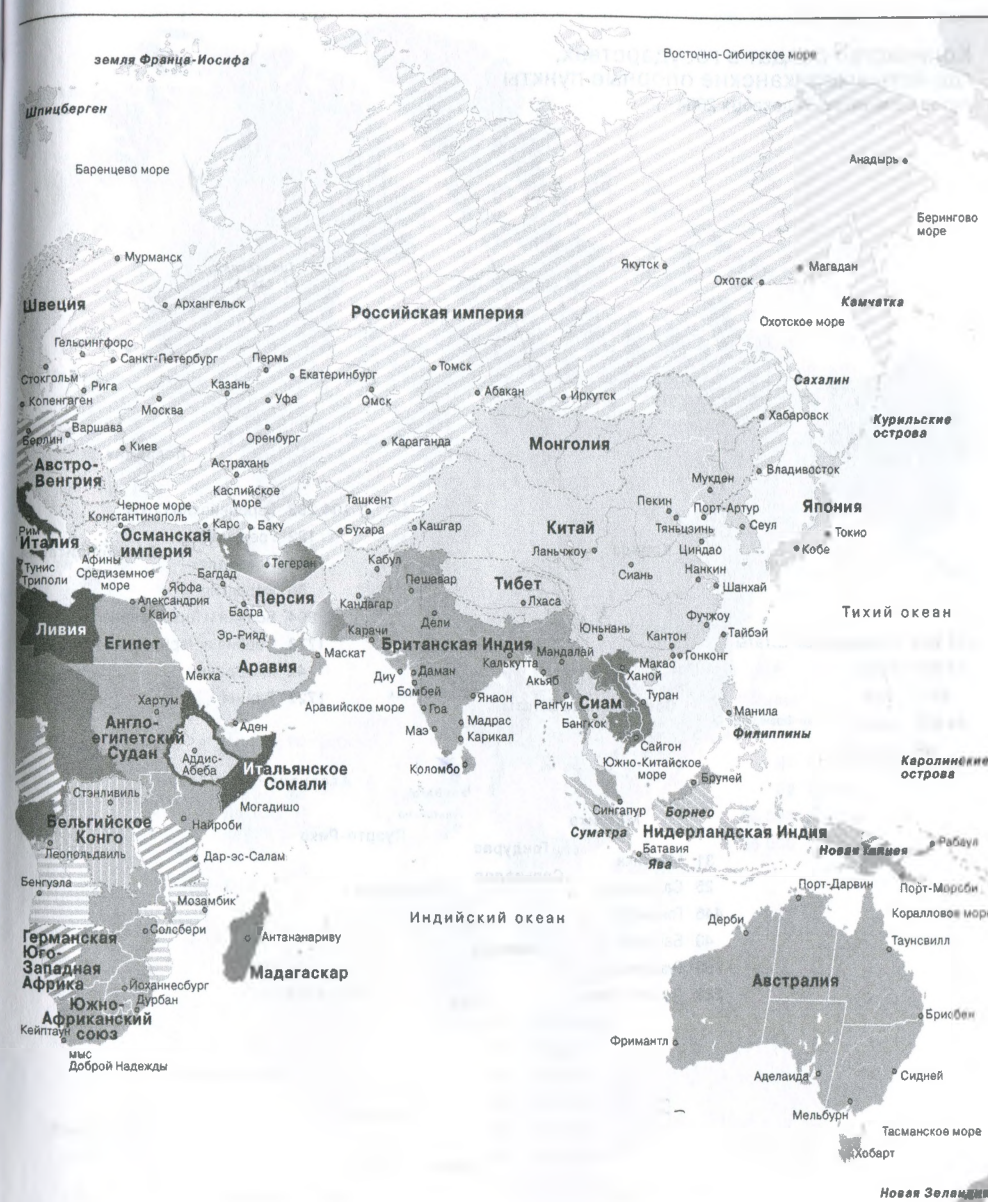 земля Франца-Иосифа
Восточно-Сибирское море
Шпицберген
Баренцево море
Анадырь
Берингово
море
Мурманск
Якутск
Магадан
Охотск
Швеция
Архангельск
Камчатка
Российская империя
Охотское море
Гельсингфорс
Санкт-Петербург
Пермь
Томск
Стокгольм
Рига
Екатеринбург
Сахалин
Копенгаген
Казань
Абакан
Иркутск
Москва
Уфа
Омск
Хабаровск
Курильские
острова
Берлин
Варшава
Киев
Оренбург
Караганда
Монголия
Австро-
Венгрия
Астрахань
Владивосток
Каспийское
море
Мукден
Черное море
Ташкент
Пекин
Порт-Артур
Япония
Константинополь
Карс
Баку
Бухара
Кашгар
Китай
Тяньцзинь
Сеул
Токио
Рим
Италия
Османская
империя
Ланьчжоу
Циндао
Кобе
Афины
Тегеран
Кабул
Тунис
Триполи
Средиземное
море
Багдад
Яффа
Пешавар
Тибет
Сиань
Нанкин
Шанхай
Александрия
Каир
Персия
Басра
Кандагар
Лхаса
Дели
Фучжоу
Тихий океан
Ливия
Египет
Эр-Рияд
Карачи
Британская Индия
Юньнань
Кантон
Тайбэй
Маскат
Мандалай
Калькутта
Макао
Гонконг
Мекка
Аравия
Диу
Даман
Акьяб
Ханой
Бомбей
Хартум
Аравийское море
Гоа
Янаон
Рангун
Сиам
Туран
Манила
Англо-
египетский
Судан
Аден
Мадрас
Маэ
Карикал
Бангкок
Филиппины
Аддис-
Абеба
Сайгон
Итальянское
Сомали
Коломбо
Южно-Китайское
море
Бруней
Каролинские
острова
Стэнливиль
Могадишо
Сингапур
Борнео
Бельгийское
Конго
Найроби
Суматра
Нидерландская Индия
Леопольдвиль
Дар-эс-Салам
Батавия
Ява
Новая Гвинея
Рабаул
Бенгуэла
Мозамбик
Порт-Дарвин
Порт-Морсби
Индийский океан
Дерби
Коралловое море
Германская
Юго-
Западная
Африка
Солсбери
Антананариву
Таунсвилл
Мадагаскар
Австралия
Йоханнесбург
Дурбан
Южно-
Африканский
союз
Брисбен
Кейптаун
Фримантл
мыс
Доброй Надежды
Аделаида
Сидней
Мельбурн
Тасманское море
Хобарт
Новая Зеландия